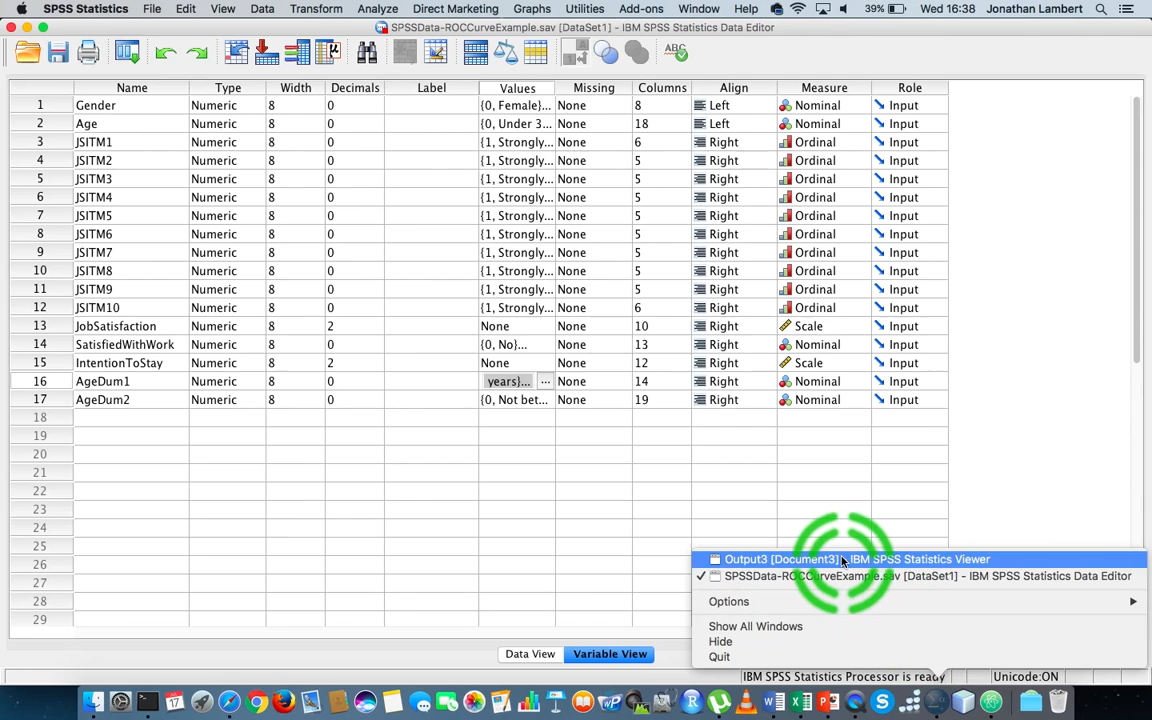 SPSS Statistics File Edit View Data Transform Analyze Direct Marketing Graphs Utilities Add-ons Window Help 39% Wed 16:38 Jonathan Lambert
SPSSData-ROCCurveExample.sav [DataSet1] - IBM SPSS Statistics Data Editor
Name Type Width Decimals Label Values Missing Columns Align Measure Role
1 Gender Numeric 8 0 {0, Female}... None 8 Left Nominal Input
2 Age Numeric 8 0 {0, Under 3... None 18 Left Nominal Input
3 JSITM1 Numeric 8 0 {1, Strongly... None 6 Right Ordinal Input
4 JSITM2 Numeric 8 0 {1, Strongly... None 5 Right Ordinal Input
5 JSITM3 Numeric 8 0 {1, Strongly... None 5 Right Ordinal Input
6 JSITM4 Numeric 8 0 {1, Strongly... None 5 Right Ordinal Input
7 JSITM5 Numeric 8 0 {1, Strongly... None 5 Right Ordinal Input
8 JSITM6 Numeric 8 0 {1, Strongly... None 5 Right Ordinal Input
9 JSITM7 Numeric 8 0 {1, Strongly... None 5 Right Ordinal Input
10 JSITM8 Numeric 8 0 {1, Strongly... None 5 Right Ordinal Input
11 JSITM9 Numeric 8 0 {1, Strongly... None 5 Right Ordinal Input
12 JSITM10 Numeric 8 0 {1, Strongly... None 6 Right Ordinal Input
13 JobSatisfaction Numeric 8 2 None None 10 Right Scale Input
14 SatisfiedWithWork Numeric 8 0 {0, No}... None 13 Right Nominal Input
15 IntentionToStay Numeric 8 2 None None 12 Right Scale Input
16 AgeDum1 Numeric 8 0 years}... ... None 14 Right Nominal Input
17 AgeDum2 Numeric 8 0 {0, Not bet... None 19 Right Nominal Input
18
19
20
21
22
23
24
25
26
27
28
29
Output3 [Document3] - IBM SPSS Statistics Viewer
✓ SPSSData-ROCCurveExample.sav [DataSet1] - IBM SPSS Statistics Data Editor
Options
Show All Windows
Hide
Quit
Data View Variable View
IBM SPSS Statistics Processor is ready Unicode:ON